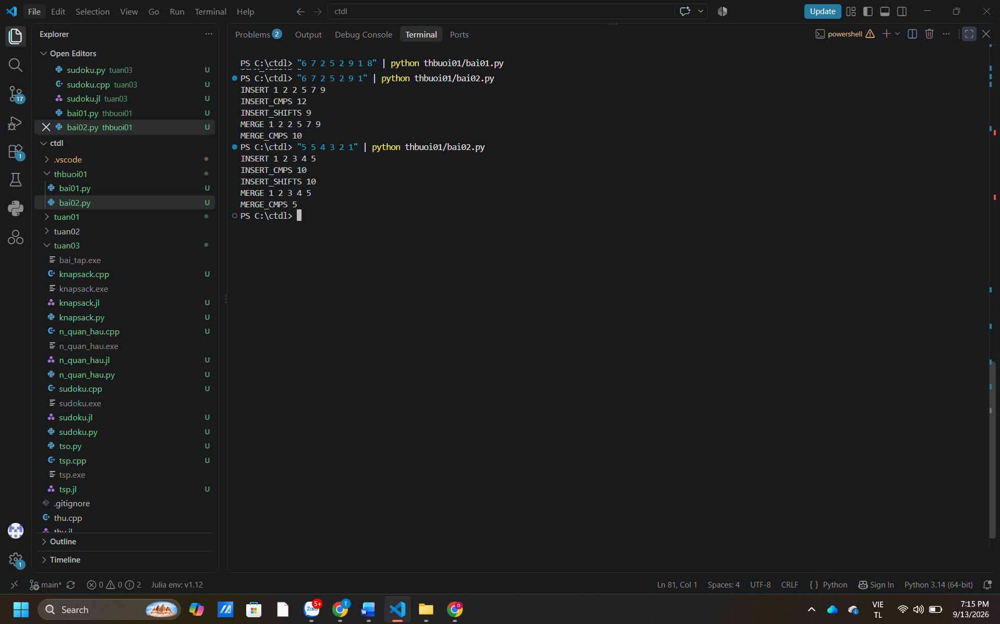 File Edit Selection View Go Run Terminal Help
ctdl
Update
Explorer
Open Editors
sudoku.py tuan03 U
sudoku.cpp tuan03 U
sudoku.jl tuan03 U
bai01.py thbuoi01 U
bai02.py thbuoi01 U
ctdl
.vscode
thbuoi01
bai01.py U
bai02.py U
tuan01
tuan02
tuan03
bai_tap.exe
knapsack.cpp U
knapsack.exe
knapsack.jl U
knapsack.py U
n_quan_hau.cpp U
n_quan_hau.exe
n_quan_hau.jl U
n_quan_hau.py U
sudoku.cpp U
sudoku.exe
sudoku.jl U
sudoku.py U
tso.py U
tsp.cpp U
tsp.exe
tsp.jl U
.gitignore
thu.cpp
thu.jl
Outline
Timeline
17
1
1
Problems 2 Output Debug Console Terminal Ports
powershell
PS C:\ctdl> "6 7 2 5 2 9 1 8" | python thbuoi01/bai01.py
PS C:\ctdl> "6 7 2 5 2 9 1" | python thbuoi01/bai02.py
INSERT 1 2 2 5 7 9
INSERT_CMPS 12
INSERT_SHIFTS 9
MERGE 1 2 2 5 7 9
MERGE_CMPS 10
PS C:\ctdl> "5 5 4 3 2 1" | python thbuoi01/bai02.py
INSERT 1 2 3 4 5
INSERT_CMPS 10
INSERT_SHIFTS 10
MERGE 1 2 3 4 5
MERGE_CMPS 5
PS C:\ctdl>
main* 0 0 2 Julia env: v1.12
Ln 81, Col 1 Spaces: 4 UTF-8 CRLF { } Python Sign In Python 3.14 (64-bit)
Search
Zalo 5+
T
W
D
VIE
TL
7:15 PM
9/13/2026